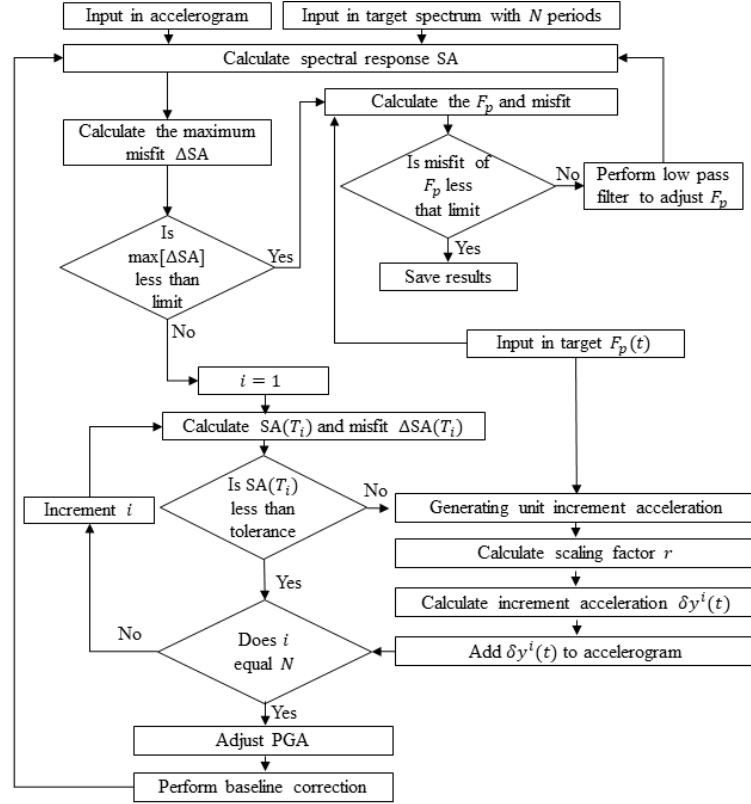 Input in accelerogram
Input in target spectrum with N periods
Calculate spectral response SA
Calculate the maximum
misfit ΔSA
Calculate the Fₚ and misfit
Is misfit of
Fₚ less
that limit
No
Perform low pass
filter to adjust Fₚ
Yes
Save results
Is
max[ΔSA]
less than
limit
Yes
No
Input in target Fₚ(t)
i = 1
Calculate SA(Tᵢ) and misfit ΔSA(Tᵢ)
Is SA(Tᵢ)
less than
tolerance
No
Increment i
Generating unit increment acceleration
Calculate scaling factor r
Yes
Calculate increment acceleration δyⁱ(t)
No
Does i
equal N
Add δyⁱ(t) to accelerogram
Yes
Adjust PGA
Perform baseline correction